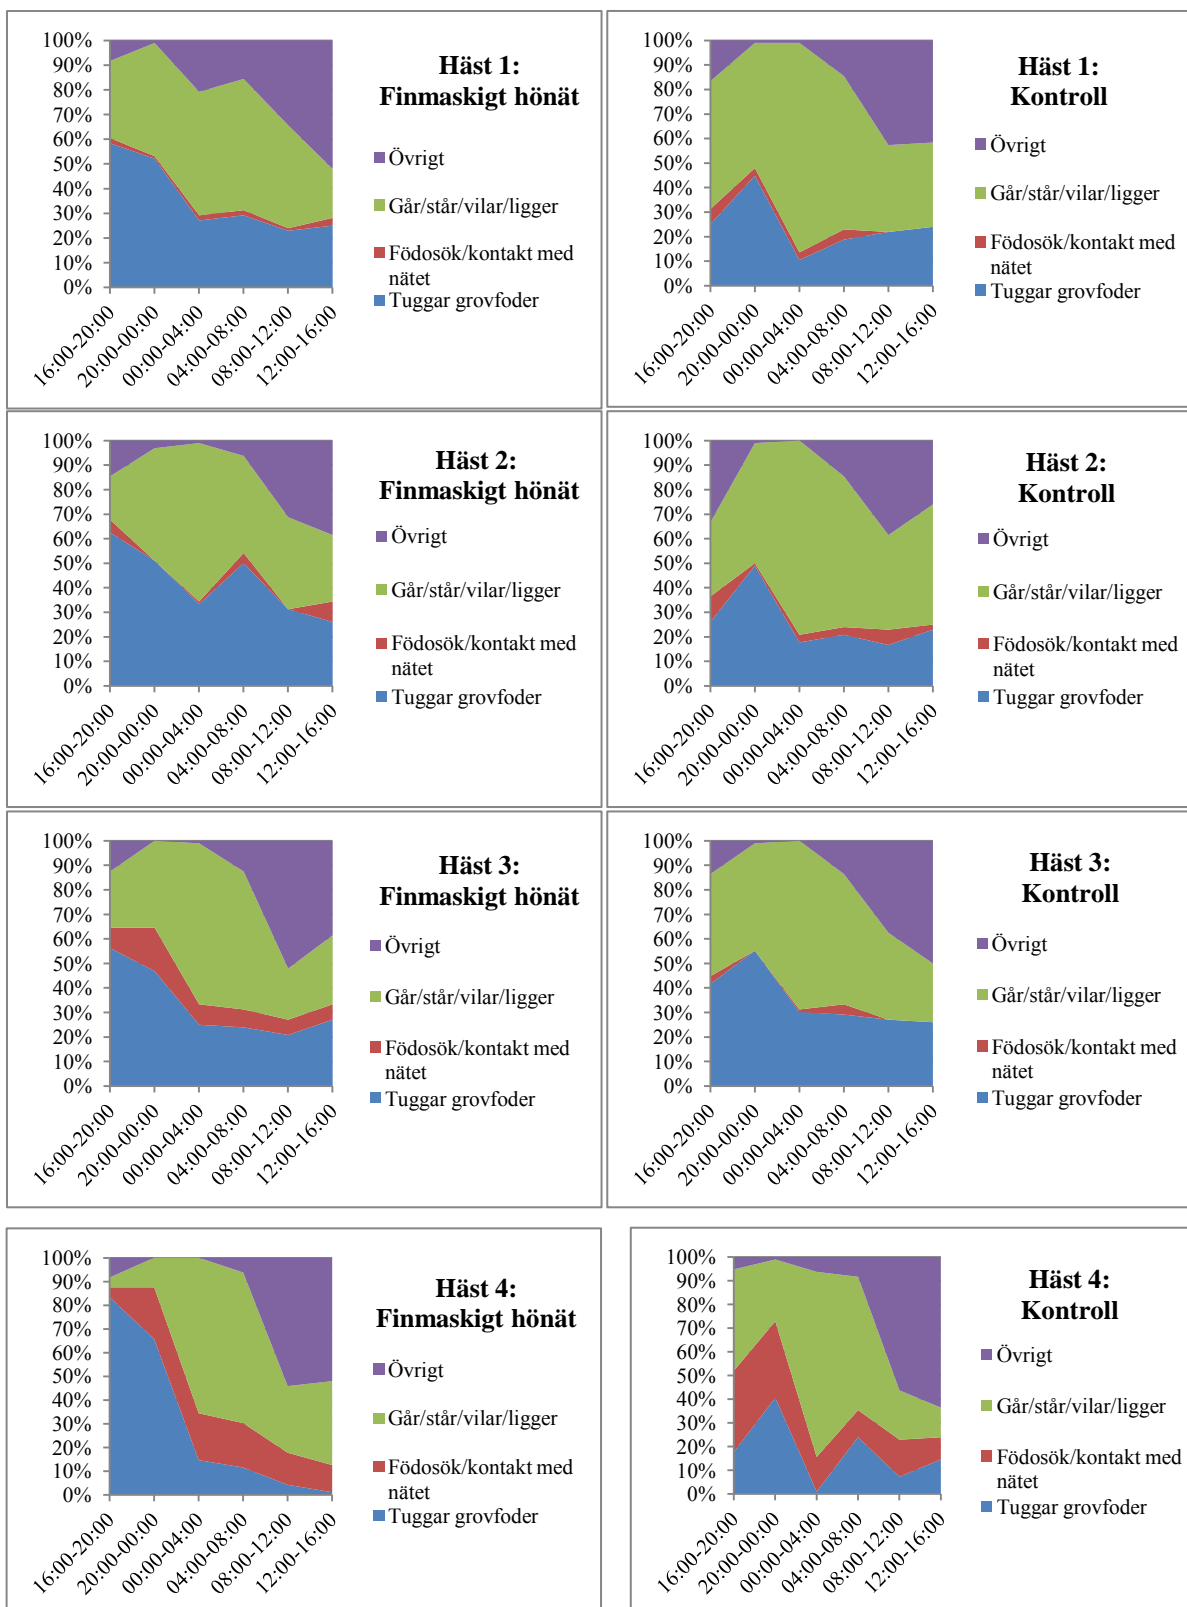 100%
90%
80%
70%
60%
50%
40%
30%
20%
10%
0%
16:00-20:00
20:00-00:00
00:00-04:00
04:00-08:00
08:00-12:00
12:00-16:00
Häst 1:
Finmaskigt hönät
Övrigt
Går/står/vilar/ligger
Födosök/kontakt med
nätet
Tuggar grovfoder
100%
90%
80%
70%
60%
50%
40%
30%
20%
10%
0%
16:00-20:00
20:00-00:00
00:00-04:00
04:00-08:00
08:00-12:00
12:00-16:00
Häst 1:
Kontroll
Övrigt
Går/står/vilar/ligger
Födosök/kontakt med
nätet
Tuggar grovfoder
100%
90%
80%
70%
60%
50%
40%
30%
20%
10%
0%
16:00-20:00
20:00-00:00
00:00-04:00
04:00-08:00
08:00-12:00
12:00-16:00
Häst 2:
Finmaskigt hönät
Övrigt
Går/står/vilar/ligger
Födosök/kontakt med
nätet
Tuggar grovfoder
100%
90%
80%
70%
60%
50%
40%
30%
20%
10%
0%
16:00-20:00
20:00-00:00
00:00-04:00
04:00-08:00
08:00-12:00
12:00-16:00
Häst 2:
Kontroll
Övrigt
Går/står/vilar/ligger
Födosök/kontakt med
nätet
Tuggar grovfoder
100%
90%
80%
70%
60%
50%
40%
30%
20%
10%
0%
16:00-20:00
20:00-00:00
00:00-04:00
04:00-08:00
08:00-12:00
12:00-16:00
Häst 3:
Finmaskigt hönät
Övrigt
Går/står/vilar/ligger
Födosök/kontakt med
nätet
Tuggar grovfoder
100%
90%
80%
70%
60%
50%
40%
30%
20%
10%
0%
16:00-20:00
20:00-00:00
00:00-04:00
04:00-08:00
08:00-12:00
12:00-16:00
Häst 3:
Kontroll
Övrigt
Går/står/vilar/ligger
Födosök/kontakt med
nätet
Tuggar grovfoder
100%
90%
80%
70%
60%
50%
40%
30%
20%
10%
0%
16:00-20:00
20:00-00:00
00:00-04:00
04:00-08:00
08:00-12:00
12:00-16:00
Häst 4:
Finmaskigt hönät
Övrigt
Går/står/vilar/ligger
Födosök/kontakt med
nätet
Tuggar grovfoder
100%
90%
80%
70%
60%
50%
40%
30%
20%
10%
0%
16:00-20:00
20:00-00:00
00:00-04:00
04:00-08:00
08:00-12:00
12:00-16:00
Häst 4:
Kontroll
Övrigt
Går/står/vilar/ligger
Födosök/kontakt med
nätet
Tuggar grovfoder